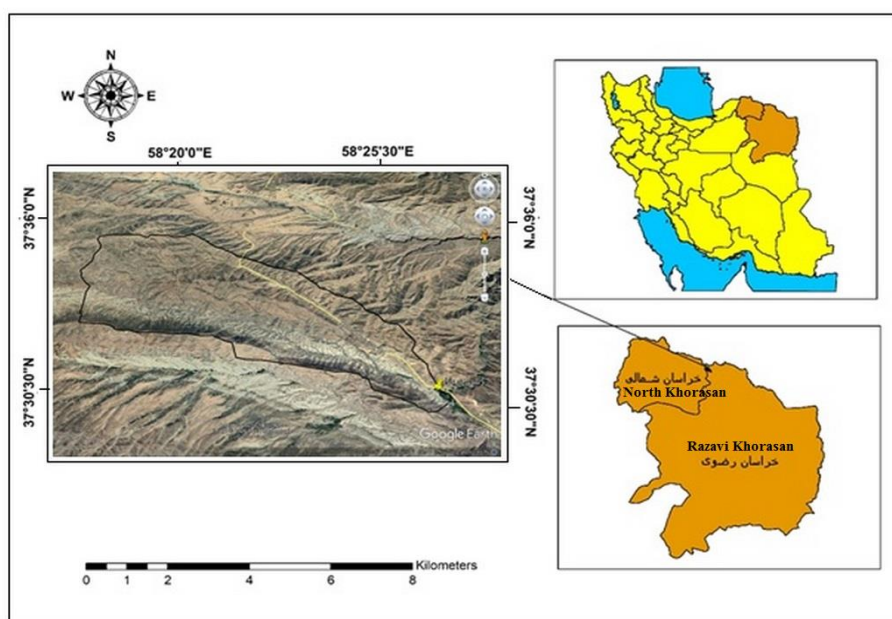 N
W E
S
58°20'0"E 58°25'30"E
37°36'0"N
37°36'0"N
37°30'30"N
37°30'30"N
Google Earth
خراسان شمالی
North Khorasan
Razavi Khorasan
خراسان رضوی
Kilometers
0 1 2 4 6 8